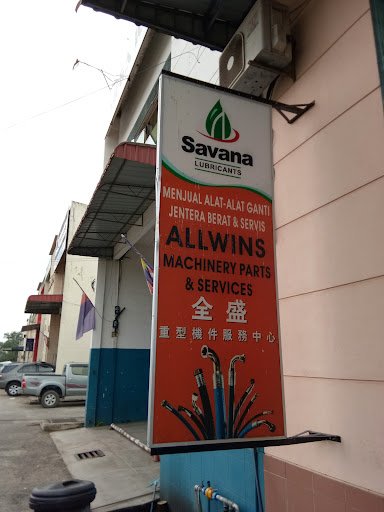 Savana
LUBRICANTS
MENJUAL ALAT-ALAT GANTI
JENTERA BERAT & SERVIS
ALLWINS
MACHINERY PARTS
& SERVICES
全盛
重型機件服務中心